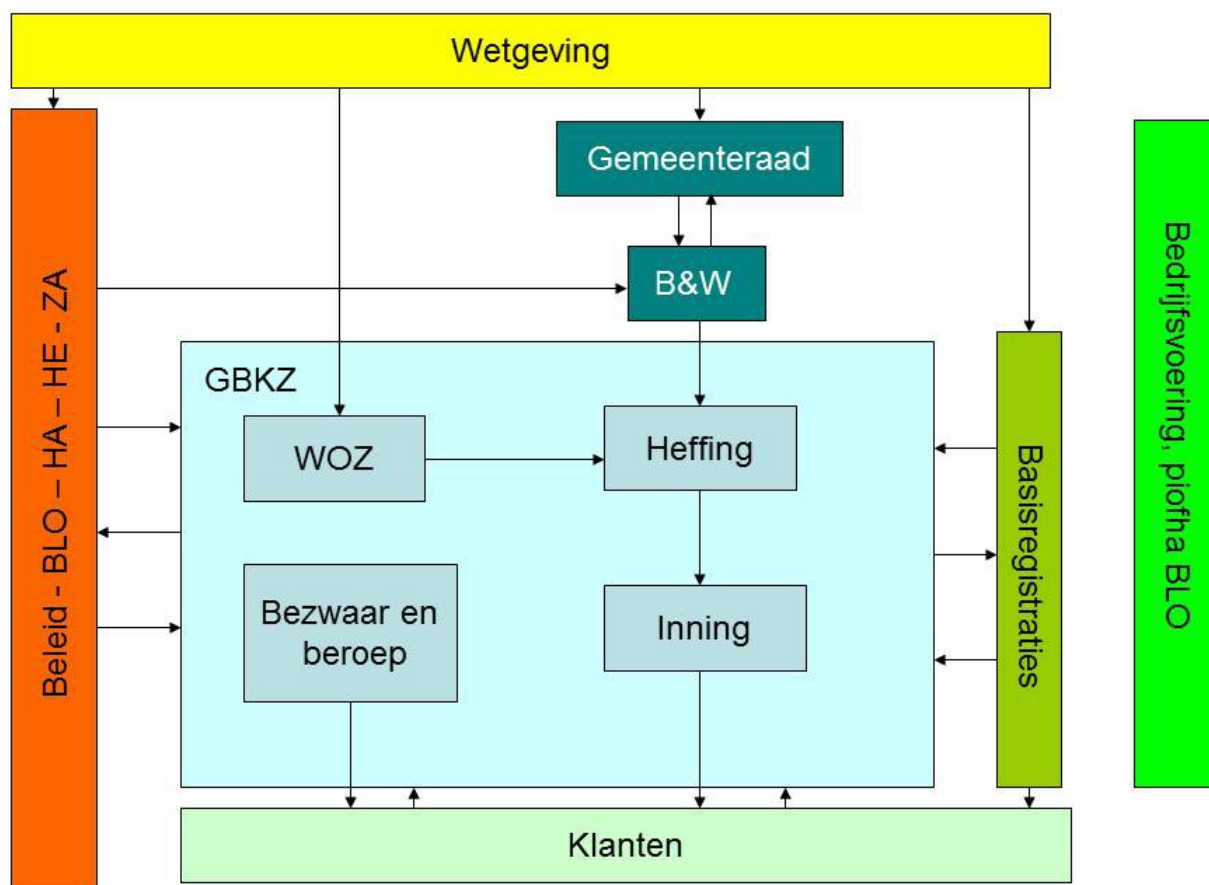 Wetgeving
Gemeenteraad
B&W
Beleid - BLO – HA – HE - ZA
GBKZ
WOZ
Heffing
Bezwaar en
beroep
Inning
Basisregistraties
Bedrijfsvoering, piofha BLO
Klanten